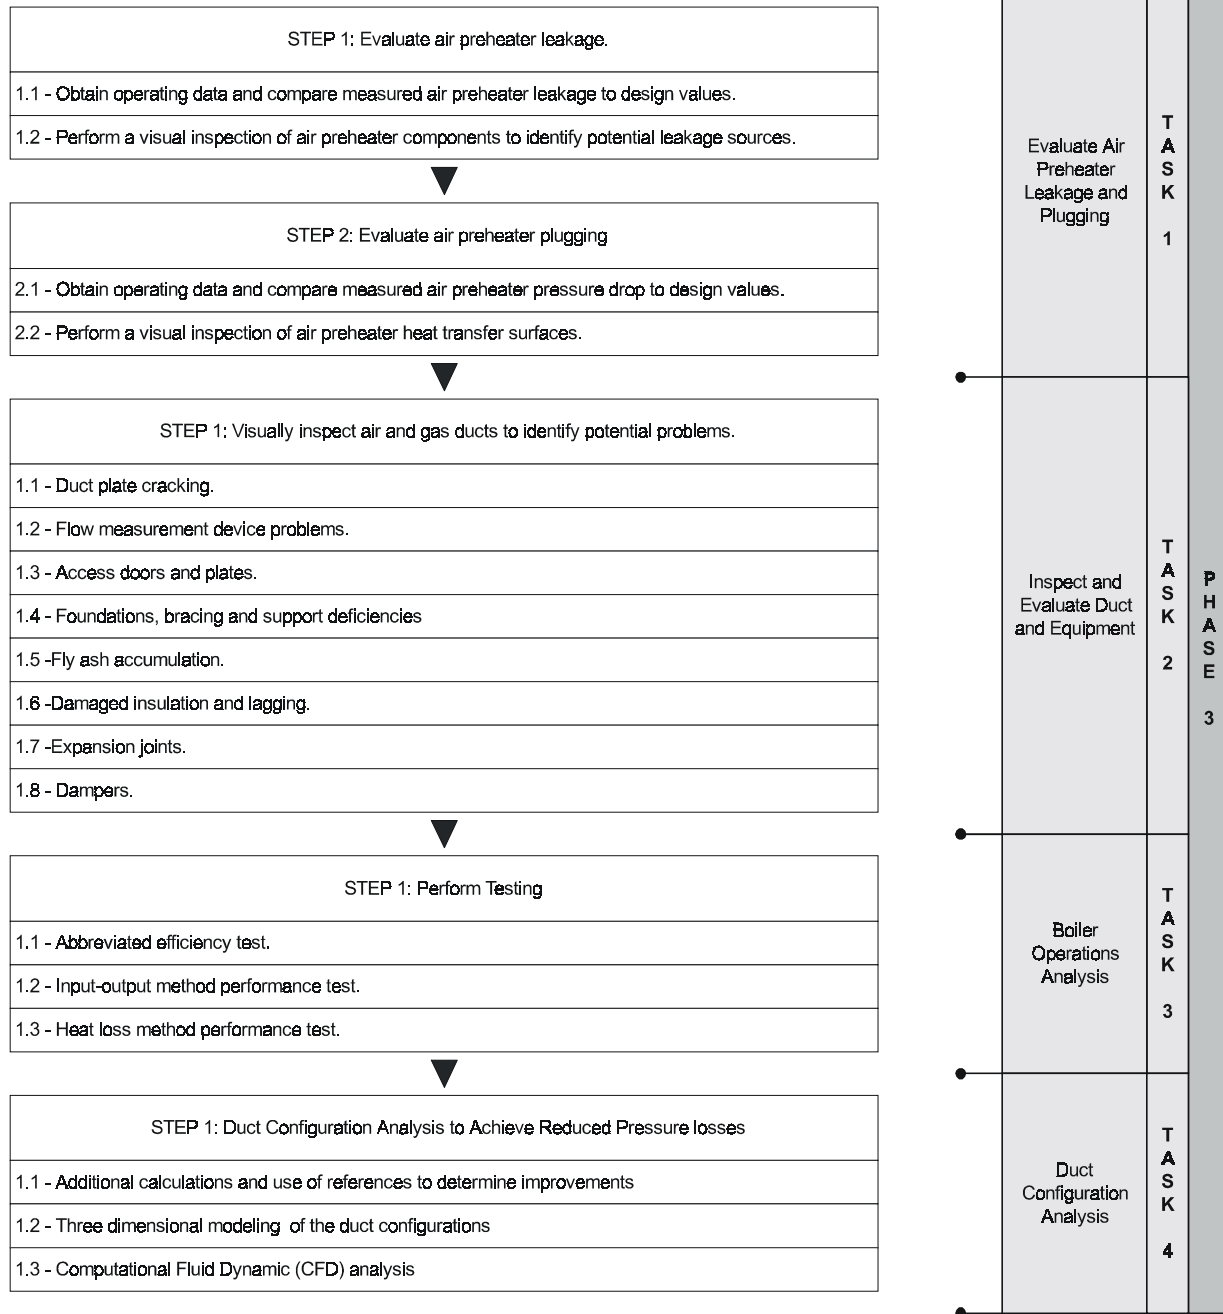 STEP 1: Evaluate air preheater leakage.
1.1 - Obtain operating data and compare measured air preheater leakage to design values.
1.2 - Perform a visual inspection of air preheater components to identify potential leakage sources.
STEP 2: Evaluate air preheater plugging
2.1 - Obtain operating data and compare measured air preheater pressure drop to design values.
2.2 - Perform a visual inspection of air preheater heat transfer surfaces.
Evaluate Air
Preheater
Leakage and
Plugging
TASK 1
STEP 1: Visually inspect air and gas ducts to identify potential problems.
1.1 - Duct plate cracking.
1.2 - Flow measurement device problems.
1.3 - Access doors and plates.
1.4 - Foundations, bracing and support deficiencies
1.5 -Fly ash accumulation.
1.6 -Damaged insulation and lagging.
1.7 -Expansion joints.
1.8 - Dampers.
Inspect and
Evaluate Duct
and Equipment
TASK 2
STEP 1: Perform Testing
1.1 - Abbreviated efficiency test.
1.2 - Input-output method performance test.
1.3 - Heat loss method performance test.
Boiler
Operations
Analysis
TASK 3
STEP 1: Duct Configuration Analysis to Achieve Reduced Pressure losses
1.1 - Additional calculations and use of references to determine improvements
1.2 - Three dimensional modeling of the duct configurations
1.3 - Computational Fluid Dynamic (CFD) analysis
Duct
Configuration
Analysis
TASK 4
PHASE 3